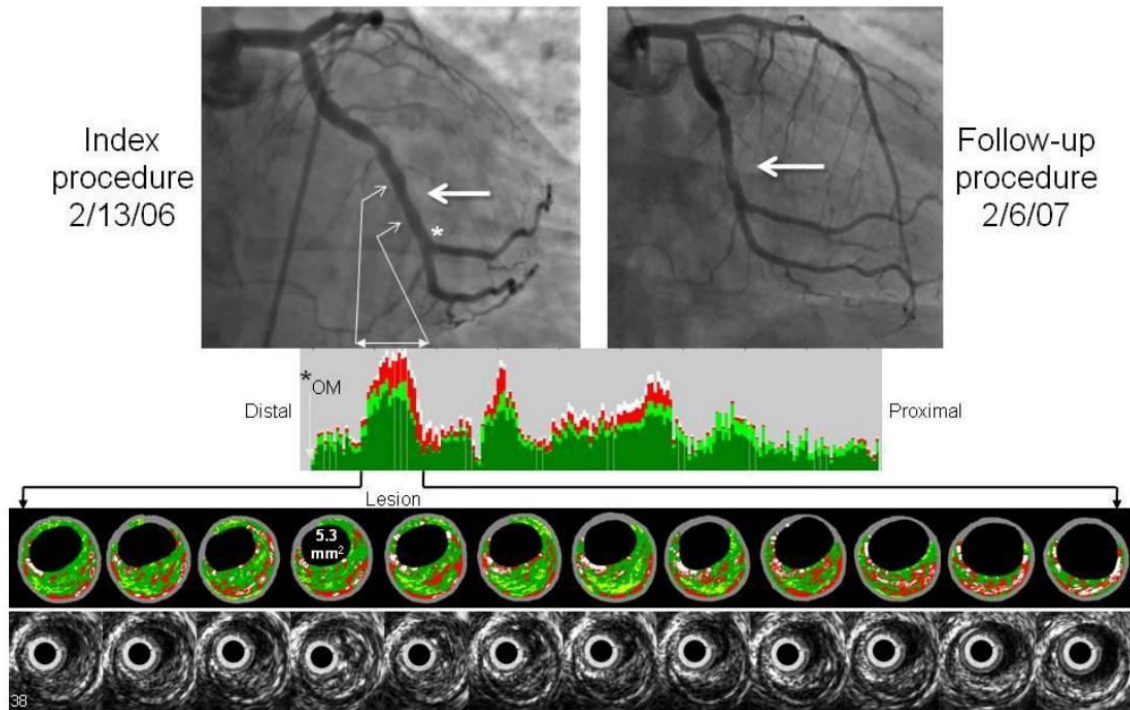 Index
procedure
2/13/06
Follow-up
procedure
2/6/07
*
*OM
Distal
Proximal
Lesion
5.3
mm²
38